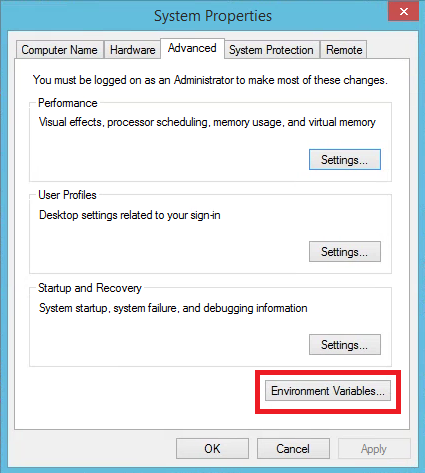 System Properties
Computer Name Hardware Advanced System Protection Remote
You must be logged on as an Administrator to make most of these changes.
Performance
Visual effects, processor scheduling, memory usage, and virtual memory
Settings...
User Profiles
Desktop settings related to your sign-in
Settings...
Startup and Recovery
System startup, system failure, and debugging information
Settings...
Environment Variables...
OK Cancel Apply